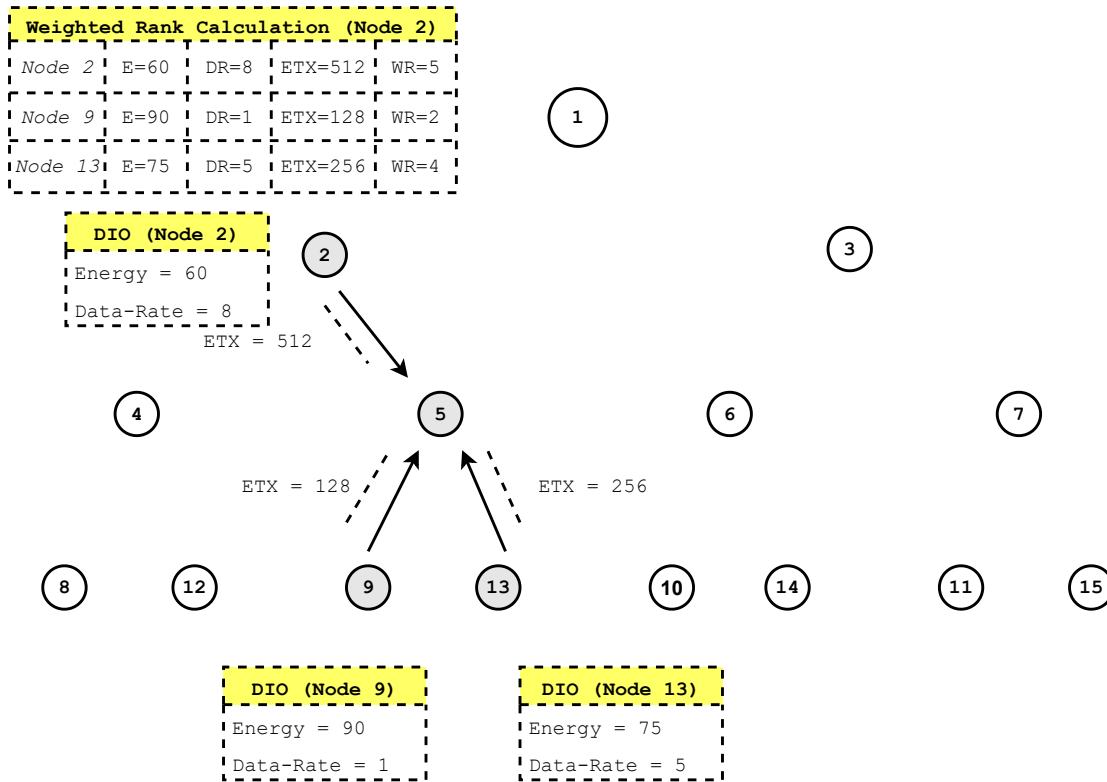 Weighted Rank Calculation (Node 2)
Node 2 E=60 DR=8 ETX=512 WR=5
Node 9 E=90 DR=1 ETX=128 WR=2
Node 13 E=75 DR=5 ETX=256 WR=4
1
DIO (Node 2)
Energy = 60
Data-Rate = 8
2
3
ETX = 512
4
5
6
7
ETX = 128
ETX = 256
8
12
9
13
10
14
11
15
DIO (Node 9)
Energy = 90
Data-Rate = 1
DIO (Node 13)
Energy = 75
Data-Rate = 5